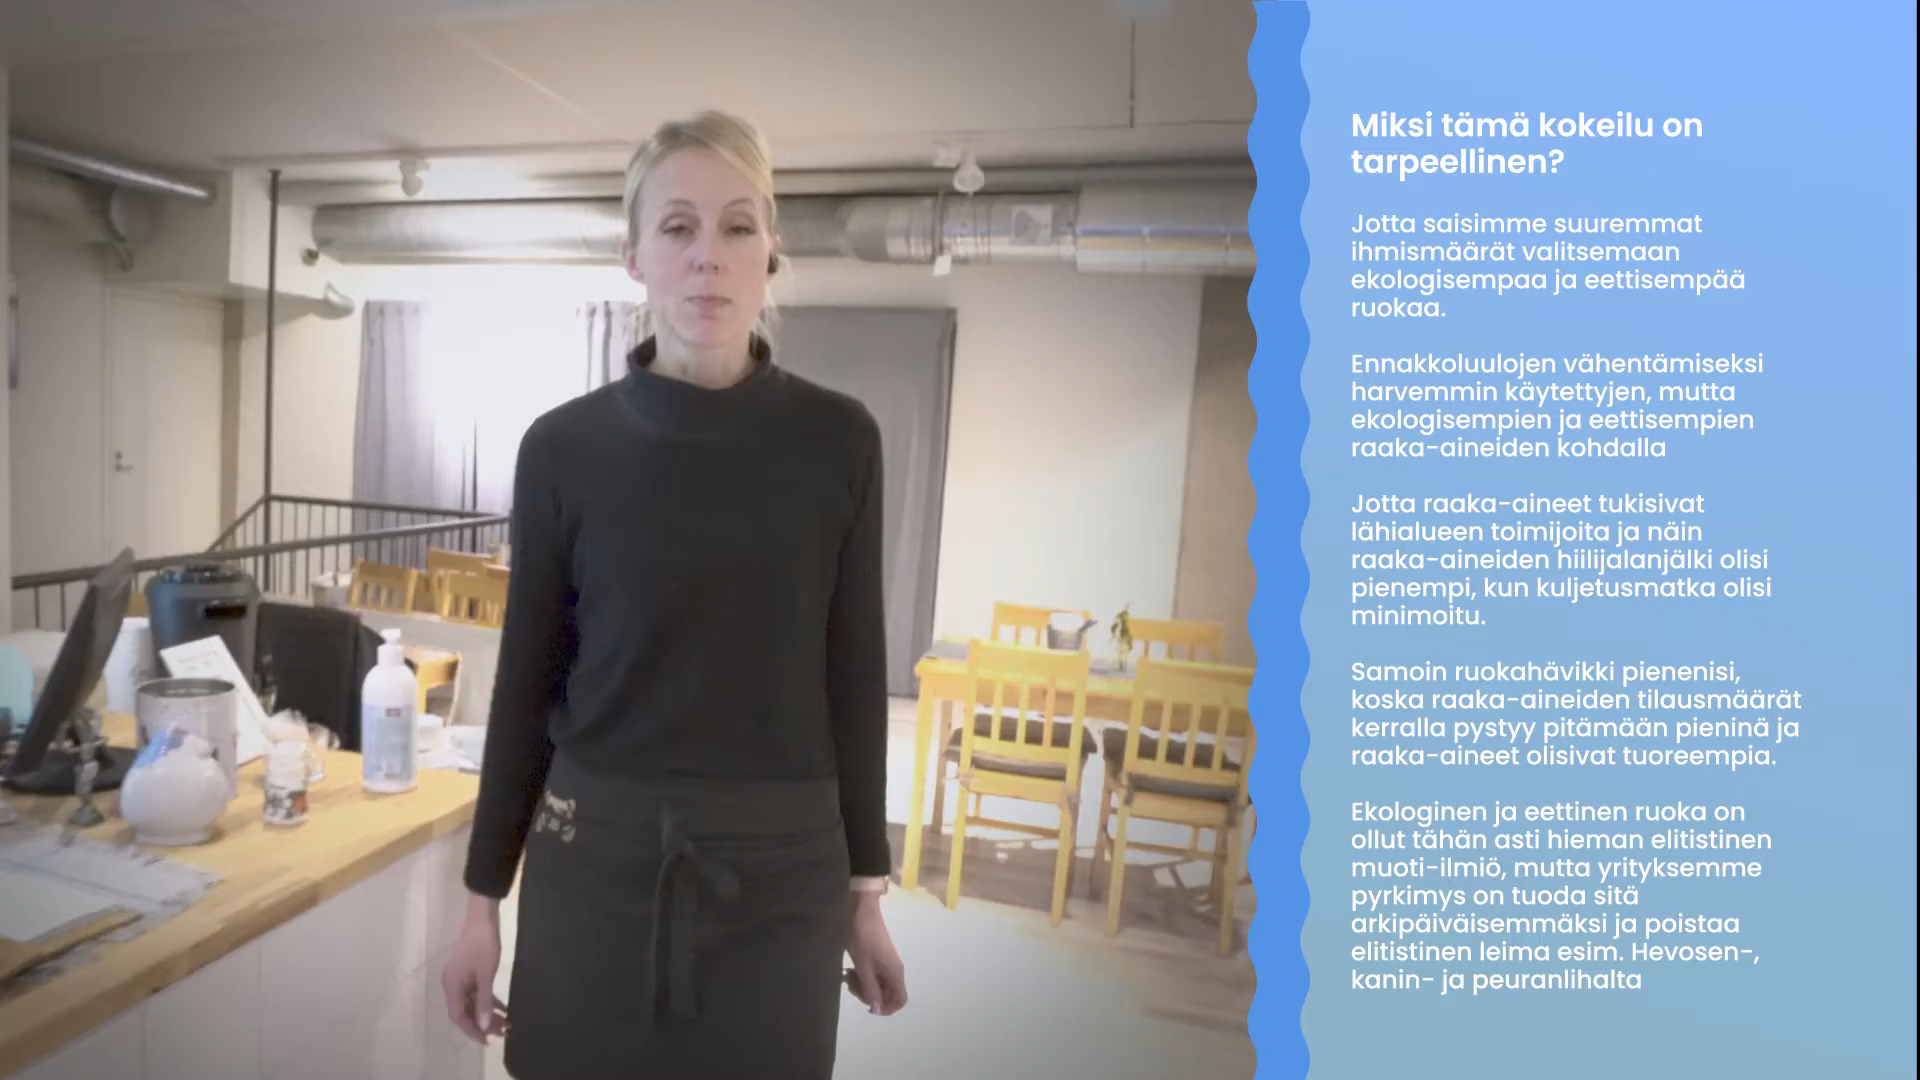 Miksi tämä kokeilu on
tarpeellinen?
Jotta saisimme suuremmat
ihmismäärät valitsemaan
ekologisempaa ja eettisempää
ruokaa.
Ennakkoluulojen vähentämiseksi
harvemmin käytettyjen, mutta
ekologisempien ja eettisempien
raaka-aineiden kohdalla
Jotta raaka-aineet tukisivat
lähialueen toimijoita ja näin
raaka-aineiden hiilijalanjälki olisi
pienempi, kun kuljetusmatka olisi
minimoitu.
Samoin ruokahävikki pienenisi,
koska raaka-aineiden tilausmäärät
kerralla pystyy pitämään pieninä ja
raaka-aineet olisivat tuoreempia.
Ekologinen ja eettinen ruoka on
ollut tähän asti hieman elitistinen
muoti-ilmiö, mutta yrityksemme
pyrkimys on tuoda sitä
arkipäiväisemmäksi ja poistaa
elitistinen leima esim. Hevosen-,
kanin- ja peuranlihalta